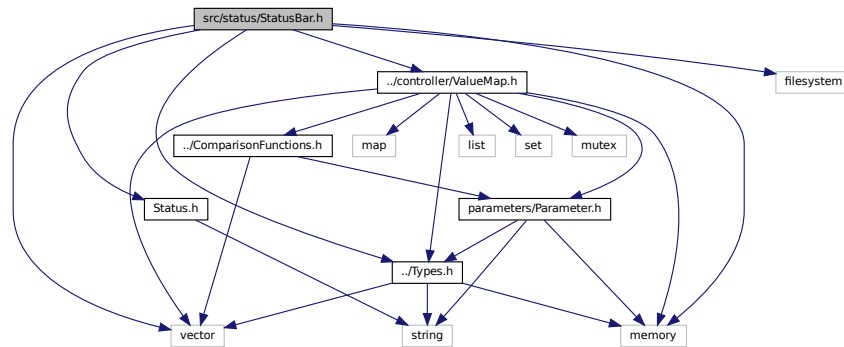 src/status/StatusBar.h
../controller/ValueMap.h
filesystem
../ComparisonFunctions.h
map
list
set
mutex
Status.h
parameters/Parameter.h
../Types.h
vector
string
memory